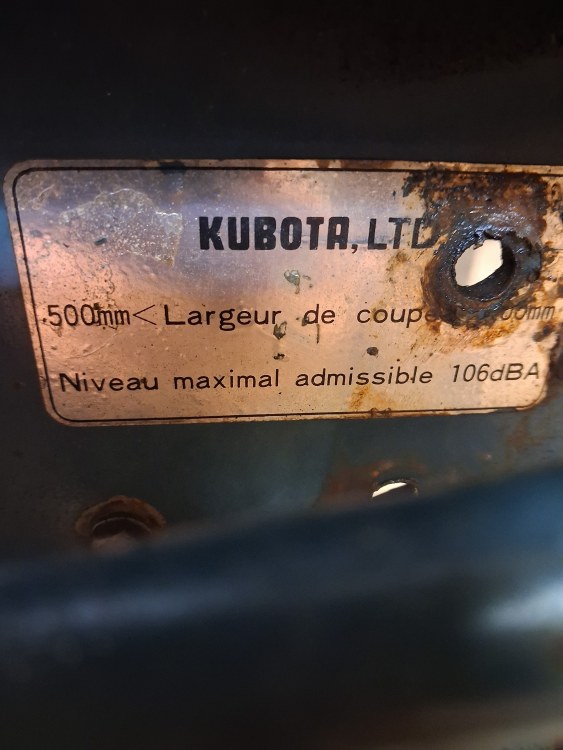 KUBOTA, LTD
500mm < Largeur de coupe
Niveau maximal admissible 106dBA